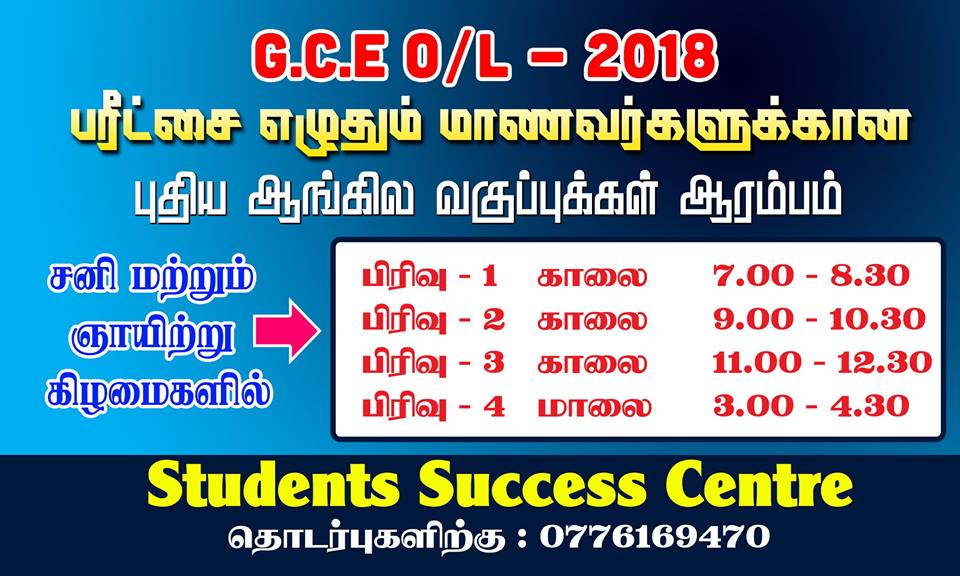 G.C.E O/L - 2018
பரீட்சை எழுதும் மாணவர்களுக்கான
புதிய ஆங்கில வகுப்புக்கள் ஆரம்பம்
சனி மற்றும்
ஞாயிற்று
கிழமைகளில்
பிரிவு - 1 காலை 7.00 - 8.30
பிரிவு - 2 காலை 9.00 - 10.30
பிரிவு - 3 காலை 11.00 - 12.30
பிரிவு - 4 மாலை 3.00 - 4.30
Students Success Centre
தொடர்புகளிற்கு : 0776169470